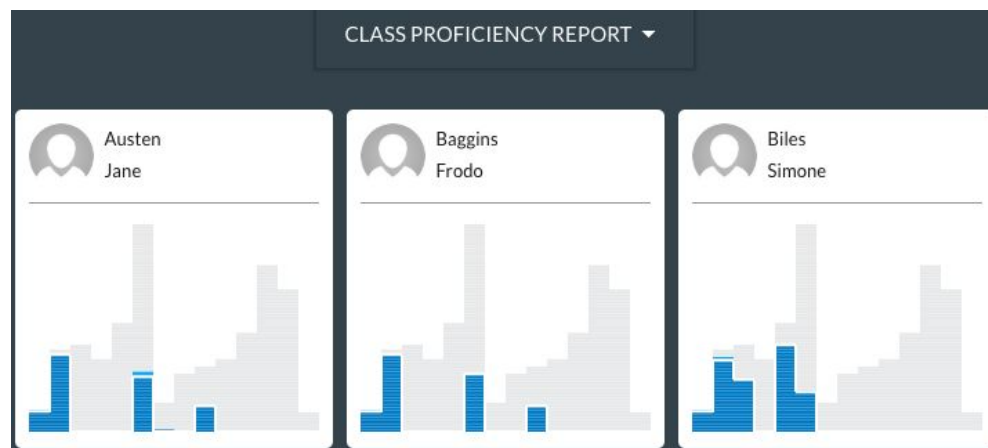 CLASS PROFICIENCY REPORT
Austen
Jane
Baggins
Frodo
Biles
Simone